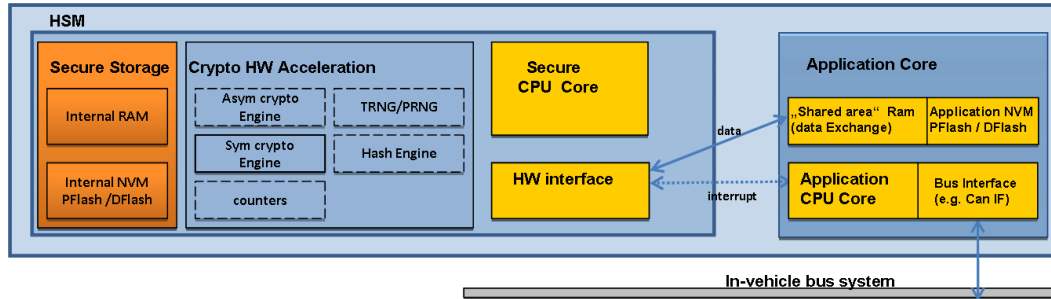 HSM
Secure Storage
Internal RAM
Internal NVM
PFlash /DFlash
Crypto HW Acceleration
Asym crypto
Engine
TRNG/PRNG
Sym crypto
Engine
Hash Engine
counters
Secure
CPU Core
HW interface
data
interrupt
Application Core
„Shared area“ Ram
(data Exchange)
Application NVM
PFlash / DFlash
Application
CPU Core
Bus Interface
(e.g. Can IF)
In-vehicle bus system